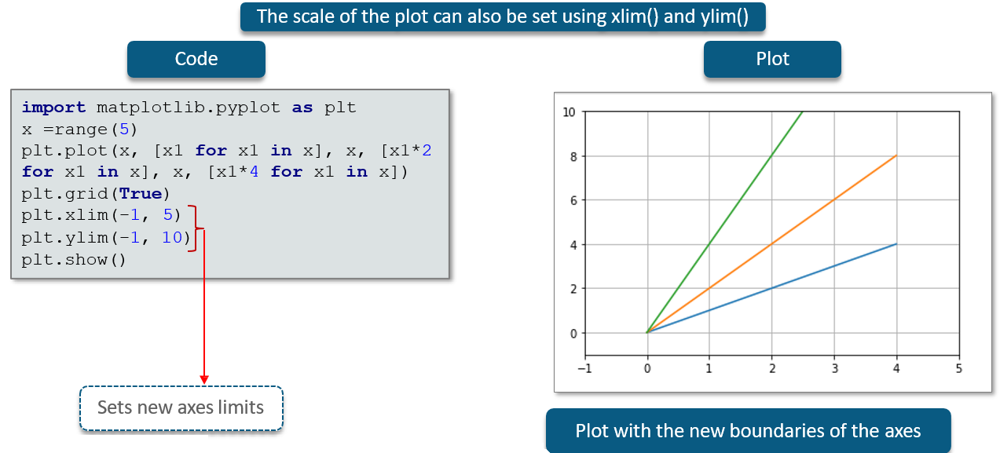 The scale of the plot can also be set using xlim() and ylim()
Code
import matplotlib.pyplot as plt
x =range(5)
plt.plot(x, [x1 for x1 in x], x, [x1*2
for x1 in x], x, [x1*4 for x1 in x])
plt.grid(True)
plt.xlim(-1, 5)
plt.ylim(-1, 10)
plt.show()
Sets new axes limits
Plot
10
8
6
4
2
0
−1 0 1 2 3 4 5
Plot with the new boundaries of the axes